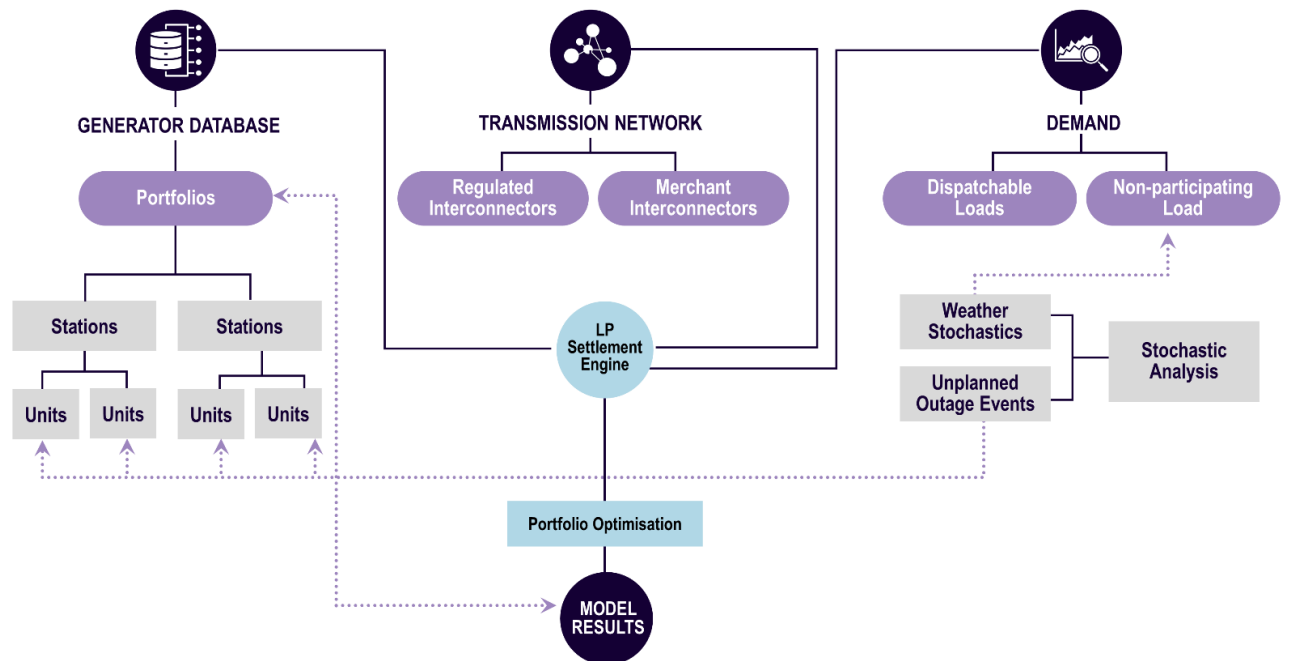 GENERATOR DATABASE
TRANSMISSION NETWORK
DEMAND
Portfolios
Regulated
Interconnectors
Merchant
Interconnectors
Dispatchable
Loads
Non-participating
Load
Stations
Stations
Units
Units
Units
Units
LP
Settlement
Engine
Weather
Stochastics
Unplanned
Outage Events
Stochastic
Analysis
Portfolio Optimisation
MODEL
RESULTS